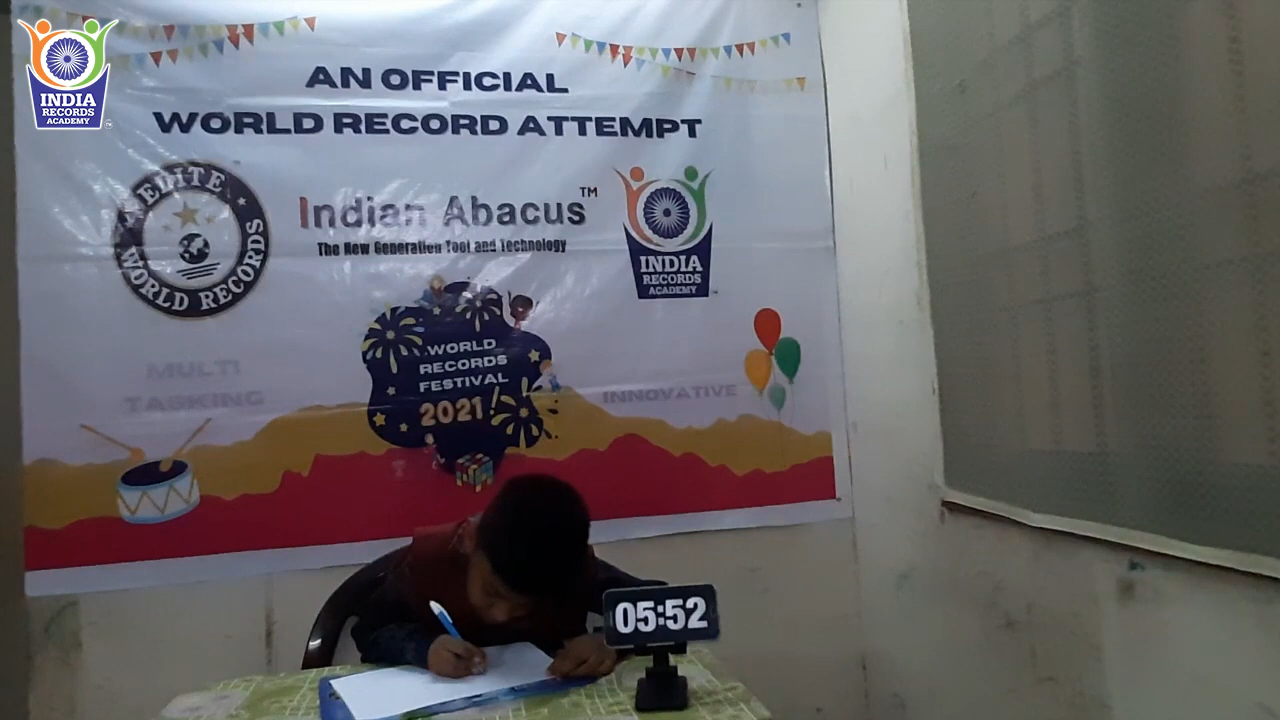 INDIA
RECORDS
ACADEMY
AN OFFICIAL
WORLD RECORD ATTEMPT
ELITE
WORLD RECORDS
Indian Abacus™
The New Generation Tool and Technology
INDIA
RECORDS
ACADEMY
WORLD
RECORDS
FESTIVAL
2021!
MULTI
TASKING
INNOVATIVE
05:52